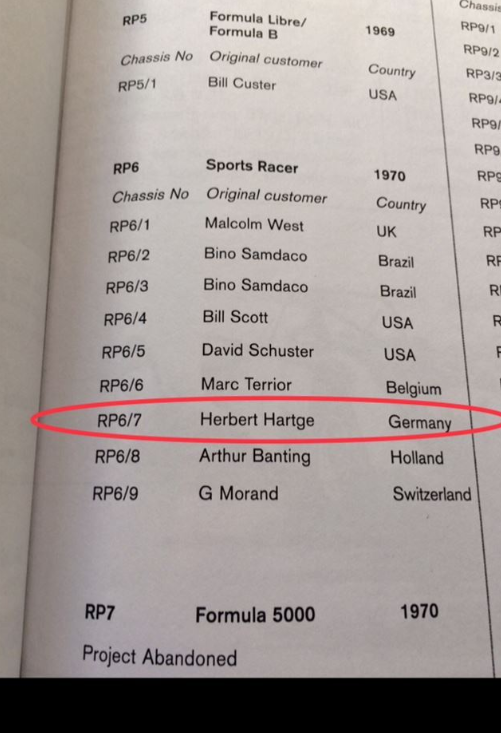 RP5 Formula Libre/ 1969
Formula B
Chassis No Original customer Country
RP5/1 Bill Custer USA
RP6 Sports Racer 1970
Chassis No Original customer Country
RP6/1 Malcolm West UK
RP6/2 Bino Samdaco Brazil
RP6/3 Bino Samdaco Brazil
RP6/4 Bill Scott USA
RP6/5 David Schuster USA
RP6/6 Marc Terrior Belgium
RP6/7 Herbert Hartge Germany
RP6/8 Arthur Banting Holland
RP6/9 G Morand Switzerland
RP7 Formula 5000 1970
Project Abandoned
Chassis
RP9/1
RP9/2
RP3/3